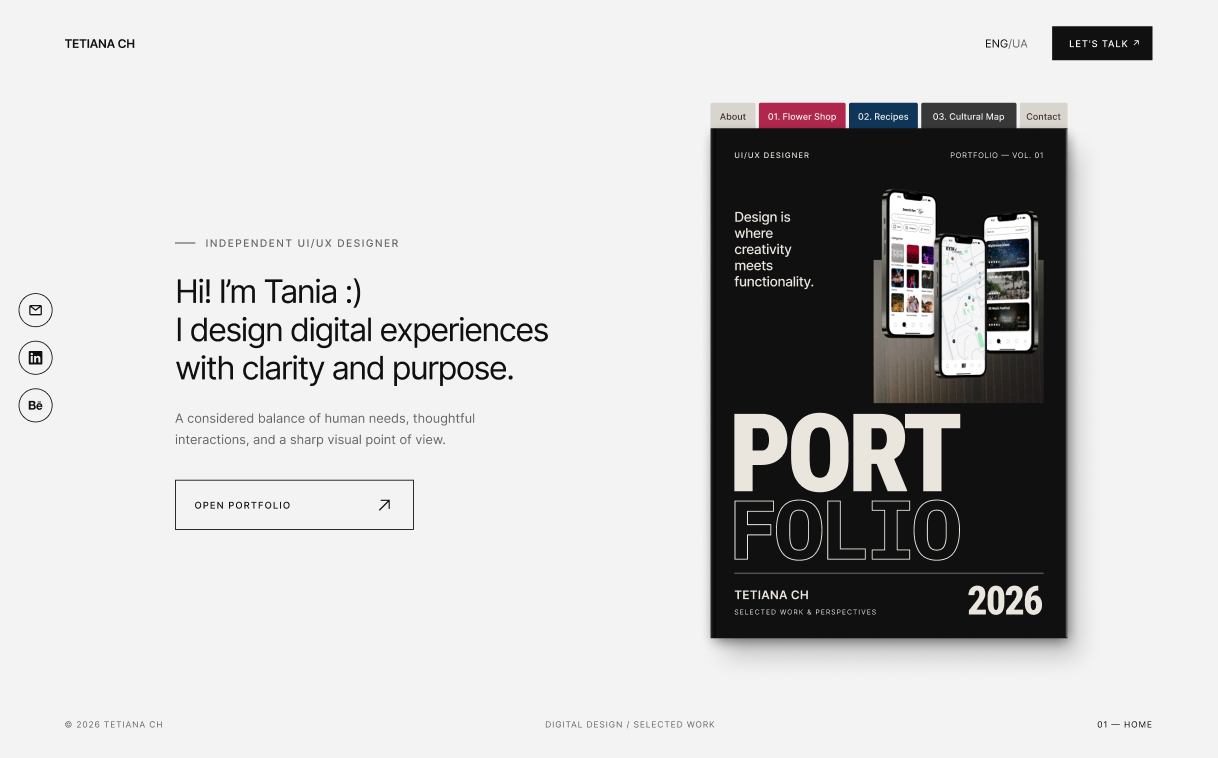 TETIANA CH
ENG/UA
LET'S TALK
About
01. Flower Shop
02. Recipes
03. Cultural Map
Contact
UI/UX DESIGNER
PORTFOLIO — VOL. 01
Design is
where
creativity
meets
functionality.
INDEPENDENT UI/UX DESIGNER
Hi! I'm Tania :)
I design digital experiences
with clarity and purpose.
Bē
A considered balance of human needs, thoughtful
interactions, and a sharp visual point of view.
OPEN PORTFOLIO
PORT
FOLIO
TETIANA CH
SELECTED WORK & PERSPECTIVES
2026
© 2026 TETIANA CH
DIGITAL DESIGN / SELECTED WORK
01 — HOME